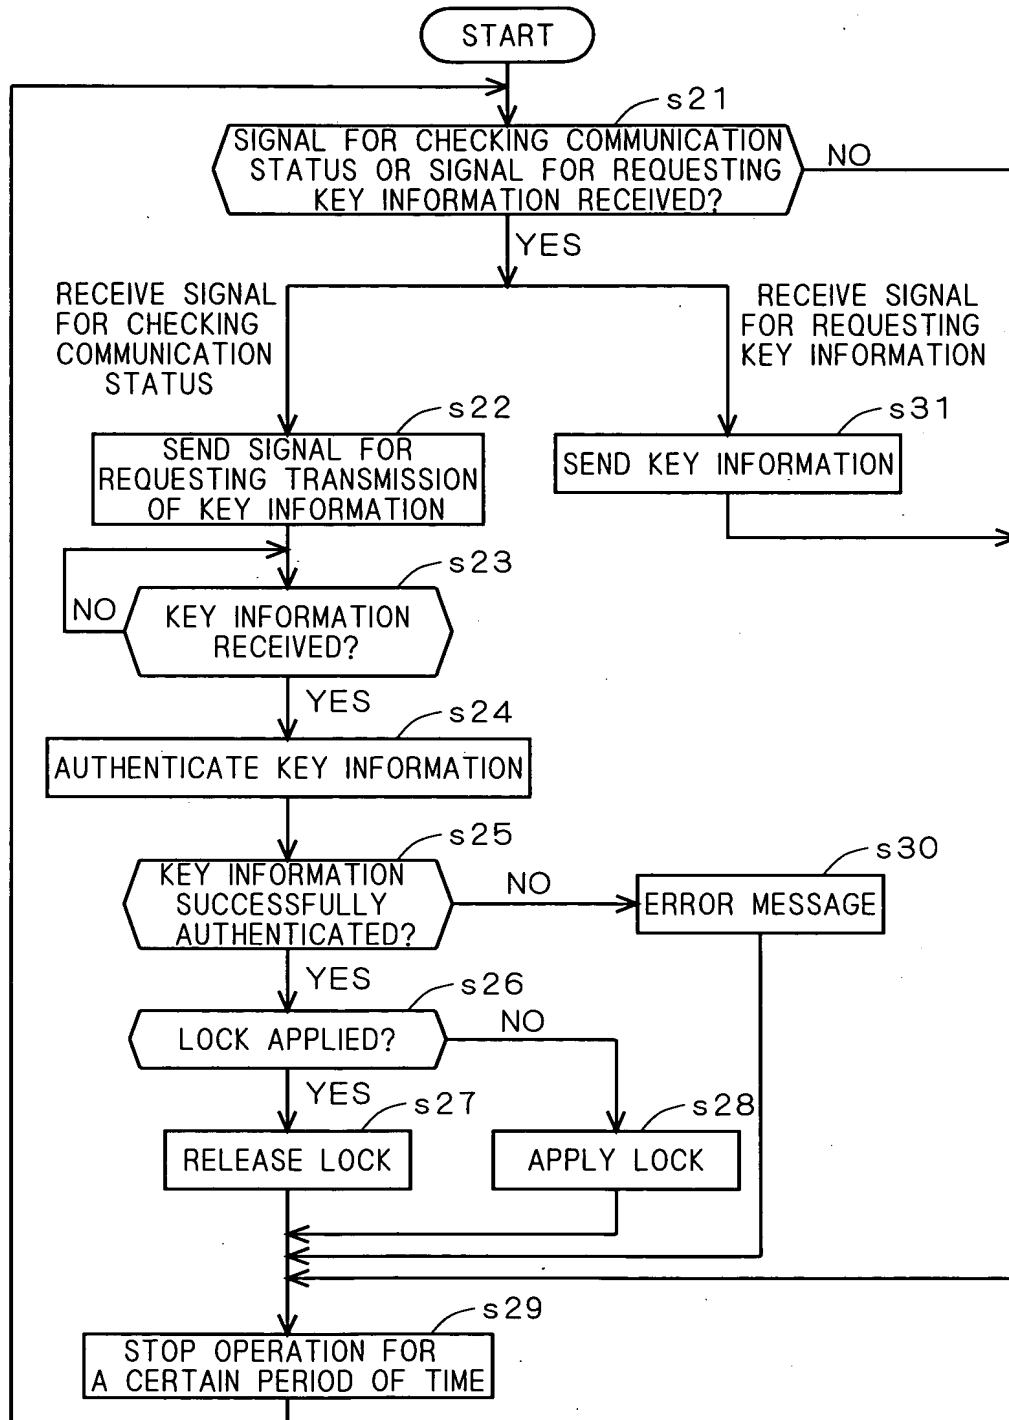 START
s21
SIGNAL FOR CHECKING COMMUNICATION
STATUS OR SIGNAL FOR REQUESTING
KEY INFORMATION RECEIVED?
NO
YES
RECEIVE SIGNAL
FOR CHECKING
COMMUNICATION
STATUS
RECEIVE SIGNAL
FOR REQUESTING
KEY INFORMATION
s22
SEND SIGNAL FOR
REQUESTING TRANSMISSION
OF KEY INFORMATION
s31
SEND KEY INFORMATION
s23
NO
KEY INFORMATION
RECEIVED?
YES
s24
AUTHENTICATE KEY INFORMATION
s25
KEY INFORMATION
SUCCESSFULLY
AUTHENTICATED?
NO
s30
ERROR MESSAGE
YES
s26
LOCK APPLIED?
NO
YES
s27
RELEASE LOCK
s28
APPLY LOCK
s29
STOP OPERATION FOR
A CERTAIN PERIOD OF TIME